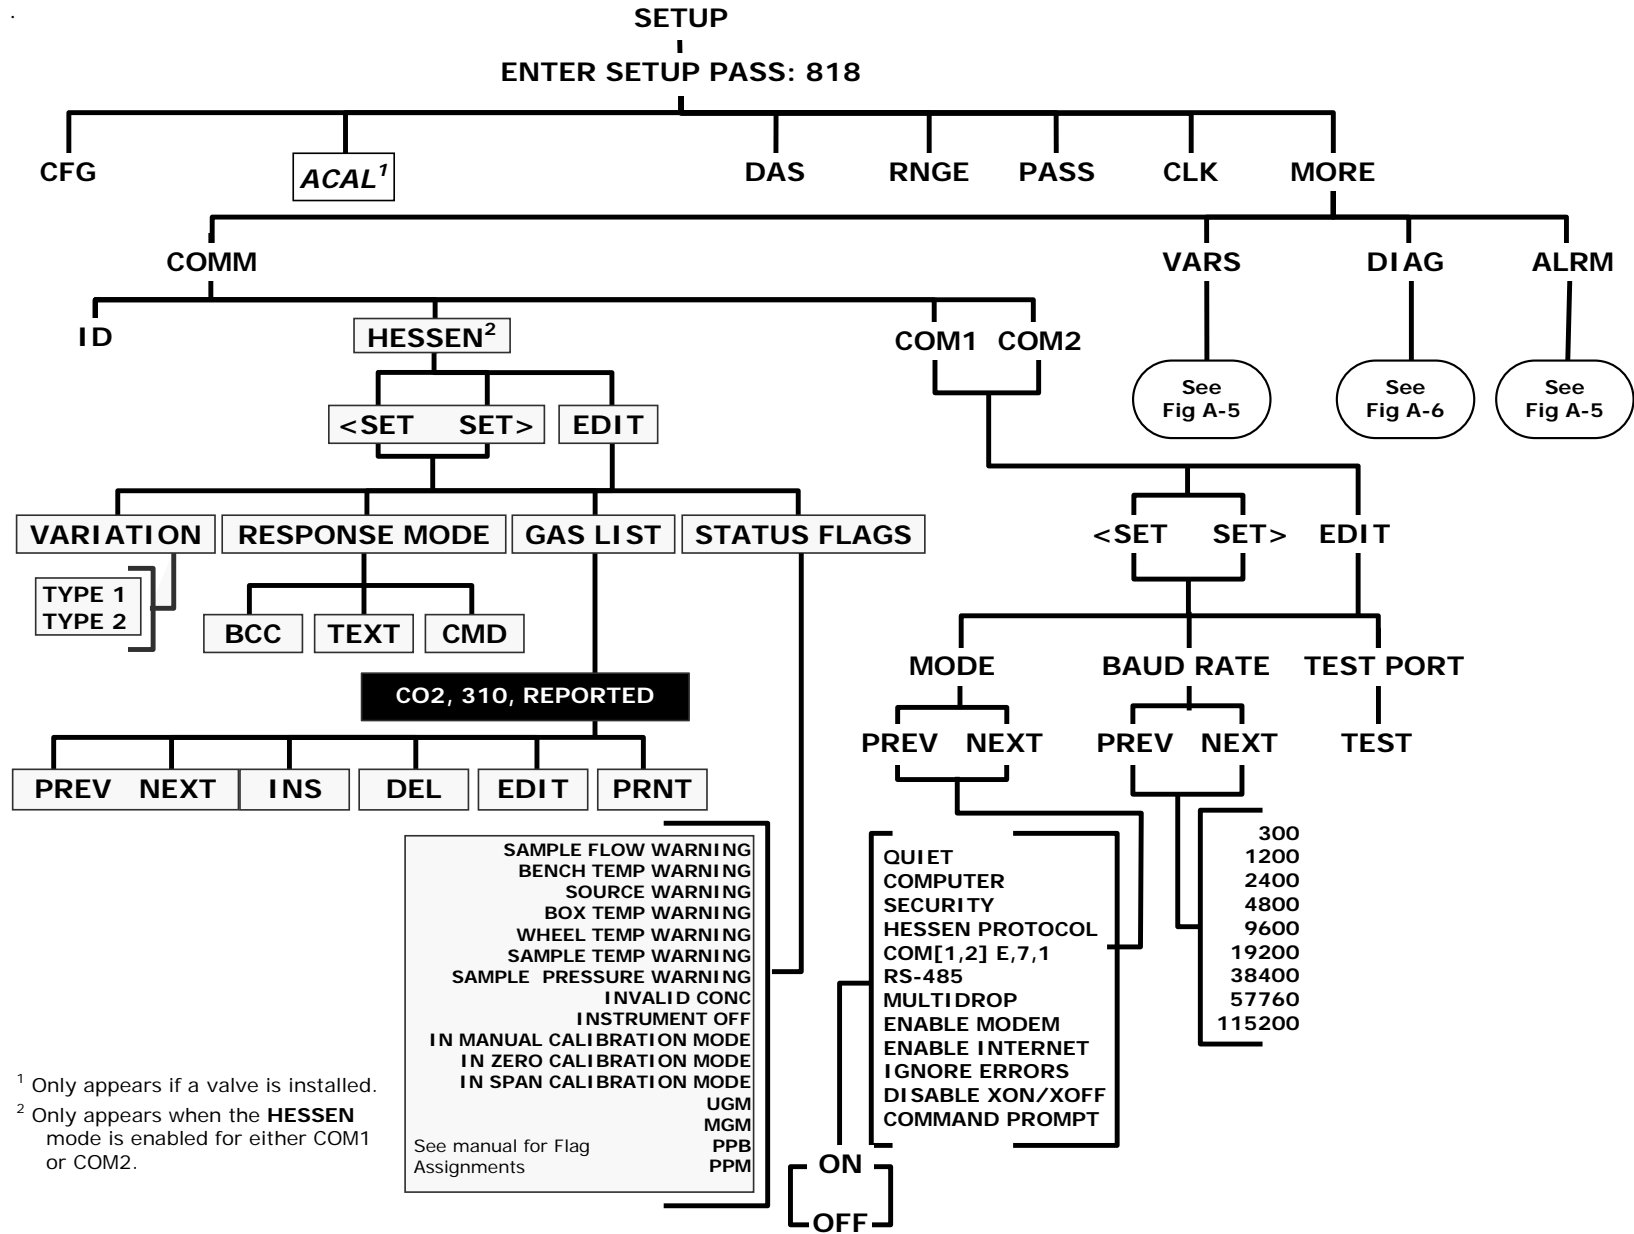 SETUP
ENTER SETUP PASS: 818
CFG
ACAL1
DAS
RNGE
PASS
CLK
MORE
COMM
VARS
DIAG
ALRM
ID
HESSEN2
COM1
COM2
See
Fig A-5
See
Fig A-6
See
Fig A-5
<SET
SET>
EDIT
VARIATION
RESPONSE MODE
GAS LIST
STATUS FLAGS
<SET
SET>
EDIT
TYPE 1
TYPE 2
BCC
TEXT
CMD
MODE
BAUD RATE
TEST PORT
CO2, 310, REPORTED
PREV
NEXT
PREV
NEXT
TEST
PREV
NEXT
INS
DEL
EDIT
PRNT
SAMPLE FLOW WARNING
BENCH TEMP WARNING
SOURCE WARNING
BOX TEMP WARNING
WHEEL TEMP WARNING
SAMPLE TEMP WARNING
SAMPLE PRESSURE WARNING
INVALID CONC
INSTRUMENT OFF
IN MANUAL CALIBRATION MODE
IN ZERO CALIBRATION MODE
IN SPAN CALIBRATION MODE
UGM
MGM
PPB
PPM
See manual for Flag
Assignments
QUIET
COMPUTER
SECURITY
HESSEN PROTOCOL
COM[1,2] E,7,1
RS-485
MULTIDROP
ENABLE MODEM
ENABLE INTERNET
IGNORE ERRORS
DISABLE XON/XOFF
COMMAND PROMPT
300
1200
2400
4800
9600
19200
38400
57760
115200
ON
OFF
1 Only appears if a valve is installed.
2 Only appears when the HESSEN
mode is enabled for either COM1
or COM2.